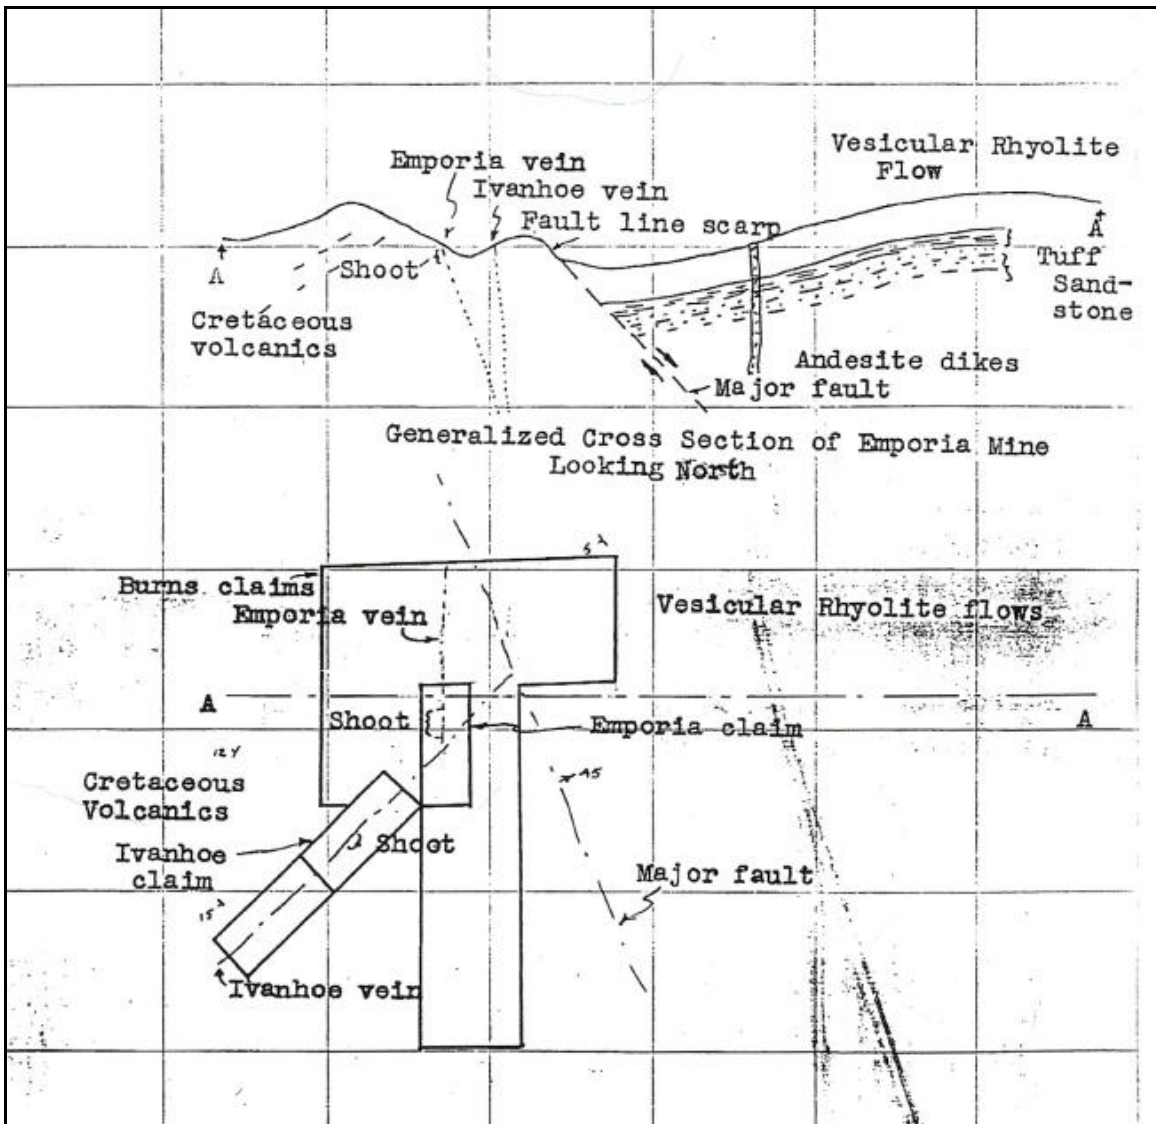 Vesicular Rhyolite
Flow
Emporia vein
Ivanhoe vein
Fault line scarp
A
A
Shoot
Tuff
Sand-
stone
Cretaceous
volcanics
Andesite dikes
Major fault
Generalized Cross Section of Emporia Mine
Looking North
Burns claims
Emporia vein
Vesicular Rhyolite flows
A
Shoot
Emporia claim
A
45
Cretaceous
Volcanics
Ivanhoe
claim
Shoot
Major fault
Ivanhoe vein